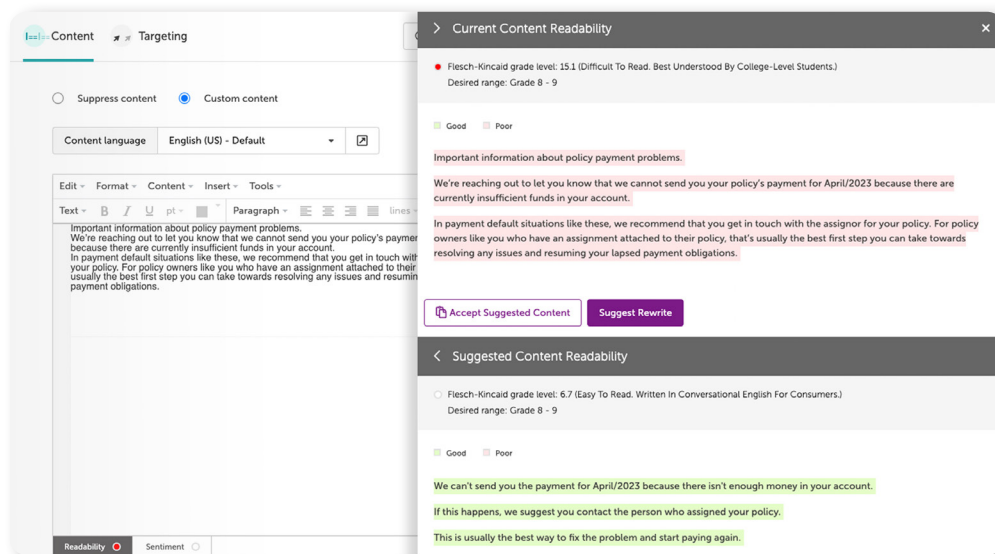 Content
Targeting
Suppress content
Custom content
Content language English (US) - Default
Edit Format Content Insert Tools
Text B I U pt Paragraph lines
Important information about policy payment problems.
We're reaching out to let you know that we cannot send you your policy's paymen
because there are currently insufficient funds in your account.
In payment default situations like these, we recommend that you get in touch with
your policy. For policy owners like you who have an assignment attached to their
usually the best first step you can take towards resolving any issues and resumin
payment obligations.
Readability Sentiment
Current Content Readability
Flesch-Kincaid grade level: 15.1 (Difficult To Read. Best Understood By College-Level Students.)
Desired range: Grade 8 - 9
Good Poor
Important information about policy payment problems.
We're reaching out to let you know that we cannot send you your policy's payment for April/2023 because there are
currently insufficient funds in your account.
In payment default situations like these, we recommend that you get in touch with the assignor for your policy. For policy
owners like you who have an assignment attached to their policy, that's usually the best first step you can take towards
resolving any issues and resuming your lapsed payment obligations.
Accept Suggested Content
Suggest Rewrite
Suggested Content Readability
Flesch-Kincaid grade level: 6.7 (Easy To Read. Written In Conversational English For Consumers.)
Desired range: Grade 8 - 9
Good Poor
We can't send you the payment for April/2023 because there isn't enough money in your account.
If this happens, we suggest you contact the person who assigned your policy.
This is usually the best way to fix the problem and start paying again.